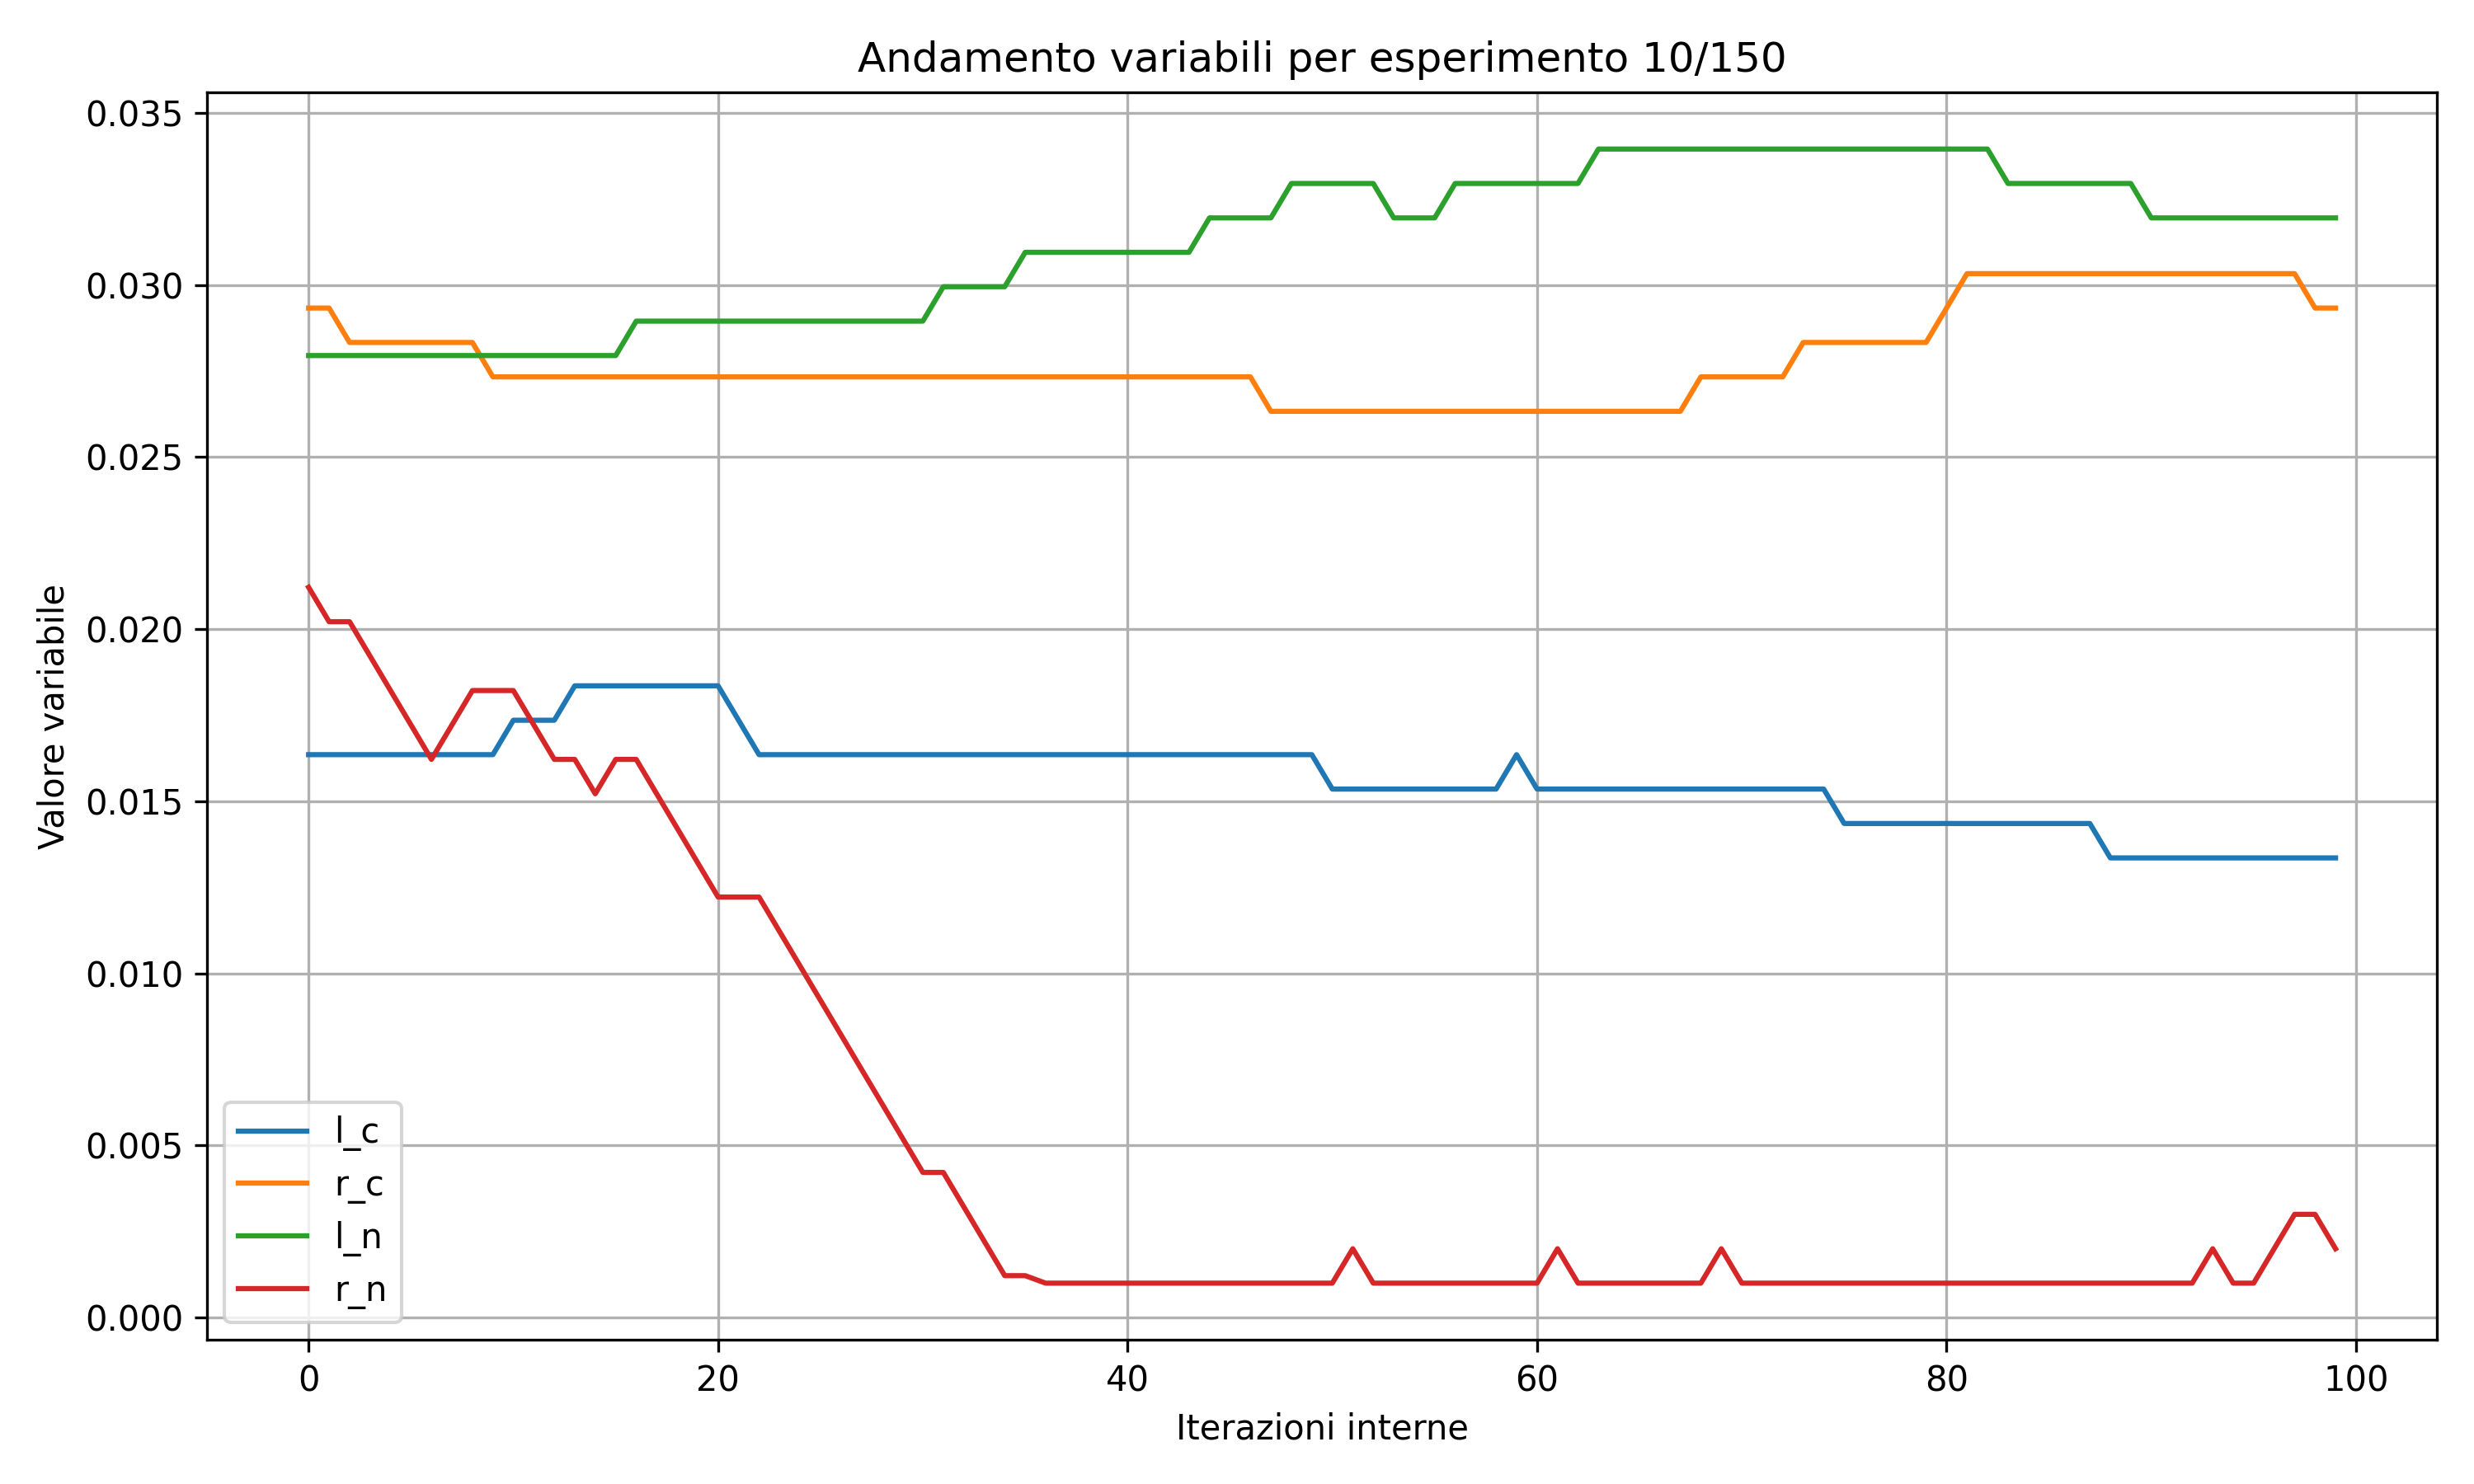 Andamento variabili per esperimento 10/150
Valore variabile
0.035
0.030
0.025
0.020
0.015
0.010
0.005
0.000
l_c
r_c
l_n
r_n
0 20 40 60 80 100
Iterazioni interne